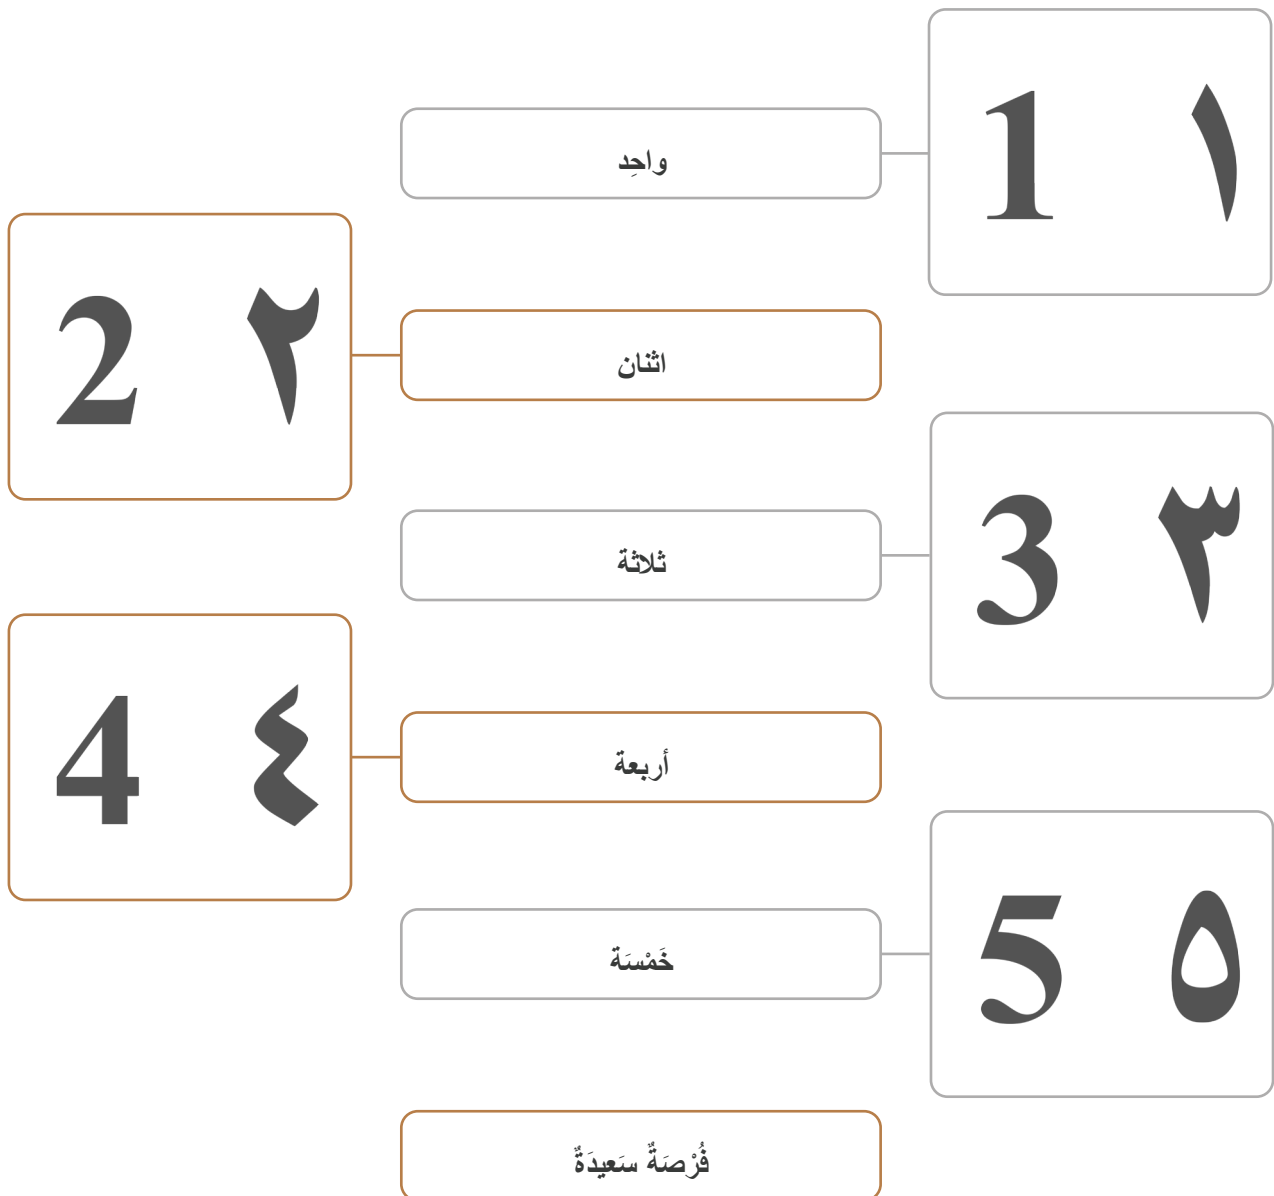 1 ١
واحِد
2 ٢
اثنان
3 ٣
ثلاثة
4 ٤
أربعة
5 ٥
خَمْسَة
فُرْصَةٌ سَعيدَةٌ